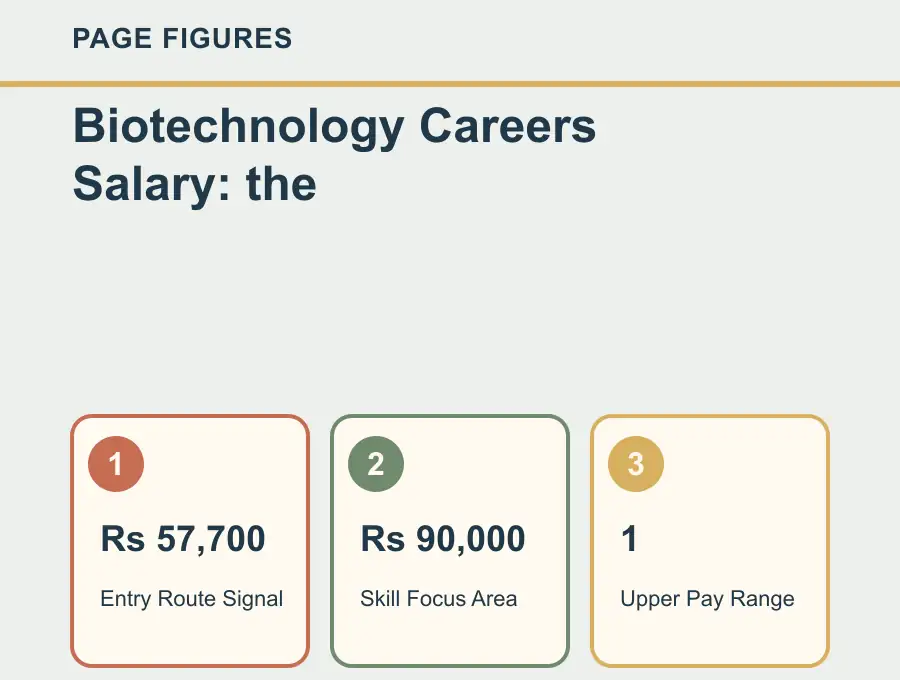 PAGE FIGURES
Biotechnology Careers
Salary: the
1
Rs 57,700
Entry Route Signal
2
Rs 90,000
Skill Focus Area
3
1
Upper Pay Range